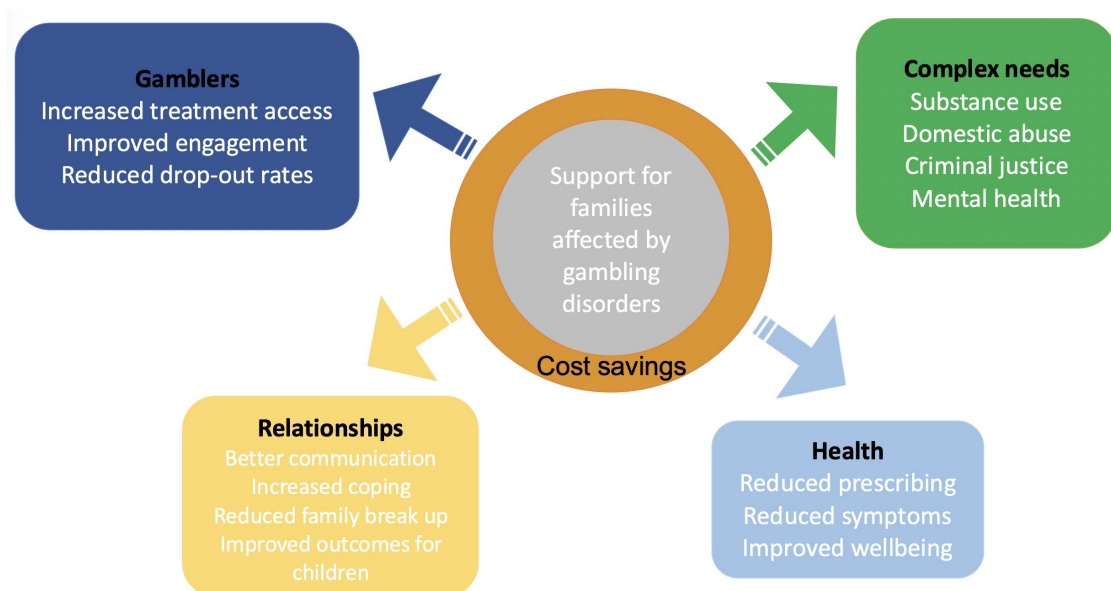 Gamblers
Increased treatment access
Improved engagement
Reduced drop-out rates
Complex needs
Substance use
Domestic abuse
Criminal justice
Mental health
Support for
families
affected by
gambling
disorders
Cost savings
Relationships
Better communication
Increased coping
Reduced family break up
Improved outcomes for
children
Health
Reduced prescribing
Reduced symptoms
Improved wellbeing